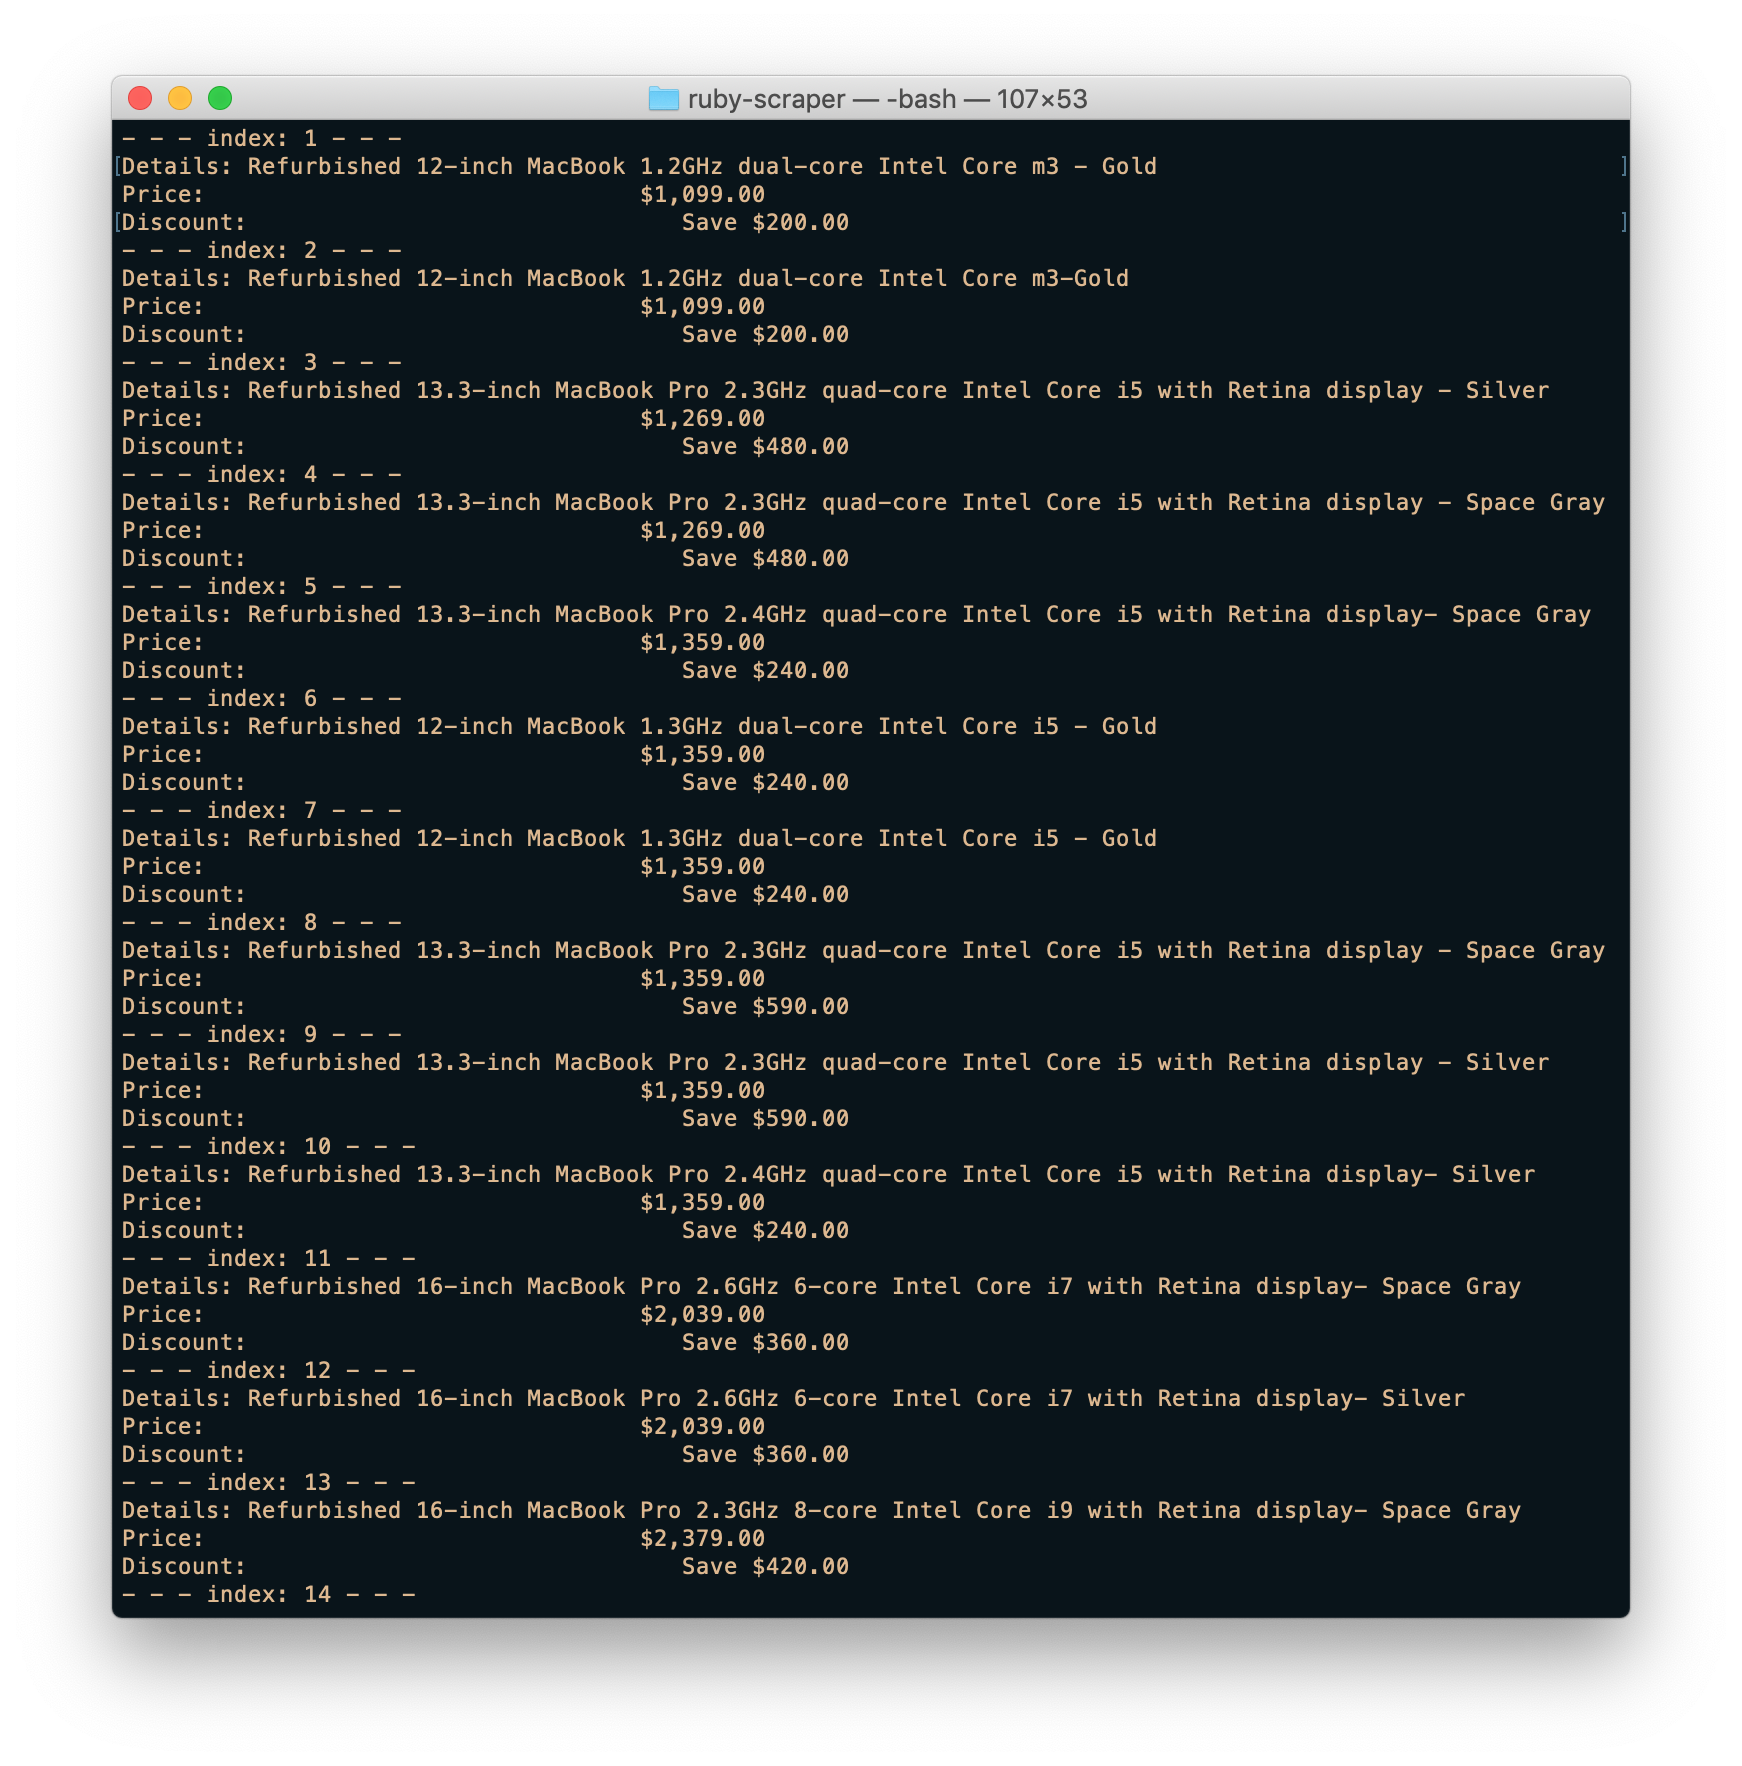 ruby-scraper — -bash — 107×53
- - - index: 1 - - -
[Details: Refurbished 12-inch MacBook 1.2GHz dual-core Intel Core m3 - Gold ]
Price: $1,099.00
[Discount: Save $200.00 ]
- - - index: 2 - - -
Details: Refurbished 12-inch MacBook 1.2GHz dual-core Intel Core m3-Gold
Price: $1,099.00
Discount: Save $200.00
- - - index: 3 - - -
Details: Refurbished 13.3-inch MacBook Pro 2.3GHz quad-core Intel Core i5 with Retina display - Silver
Price: $1,269.00
Discount: Save $480.00
- - - index: 4 - - -
Details: Refurbished 13.3-inch MacBook Pro 2.3GHz quad-core Intel Core i5 with Retina display - Space Gray
Price: $1,269.00
Discount: Save $480.00
- - - index: 5 - - -
Details: Refurbished 13.3-inch MacBook Pro 2.4GHz quad-core Intel Core i5 with Retina display- Space Gray
Price: $1,359.00
Discount: Save $240.00
- - - index: 6 - - -
Details: Refurbished 12-inch MacBook 1.3GHz dual-core Intel Core i5 - Gold
Price: $1,359.00
Discount: Save $240.00
- - - index: 7 - - -
Details: Refurbished 12-inch MacBook 1.3GHz dual-core Intel Core i5 - Gold
Price: $1,359.00
Discount: Save $240.00
- - - index: 8 - - -
Details: Refurbished 13.3-inch MacBook Pro 2.3GHz quad-core Intel Core i5 with Retina display - Space Gray
Price: $1,359.00
Discount: Save $590.00
- - - index: 9 - - -
Details: Refurbished 13.3-inch MacBook Pro 2.3GHz quad-core Intel Core i5 with Retina display - Silver
Price: $1,359.00
Discount: Save $590.00
- - - index: 10 - - -
Details: Refurbished 13.3-inch MacBook Pro 2.4GHz quad-core Intel Core i5 with Retina display- Silver
Price: $1,359.00
Discount: Save $240.00
- - - index: 11 - - -
Details: Refurbished 16-inch MacBook Pro 2.6GHz 6-core Intel Core i7 with Retina display- Space Gray
Price: $2,039.00
Discount: Save $360.00
- - - index: 12 - - -
Details: Refurbished 16-inch MacBook Pro 2.6GHz 6-core Intel Core i7 with Retina display- Silver
Price: $2,039.00
Discount: Save $360.00
- - - index: 13 - - -
Details: Refurbished 16-inch MacBook Pro 2.3GHz 8-core Intel Core i9 with Retina display- Space Gray
Price: $2,379.00
Discount: Save $420.00
- - - index: 14 - - -